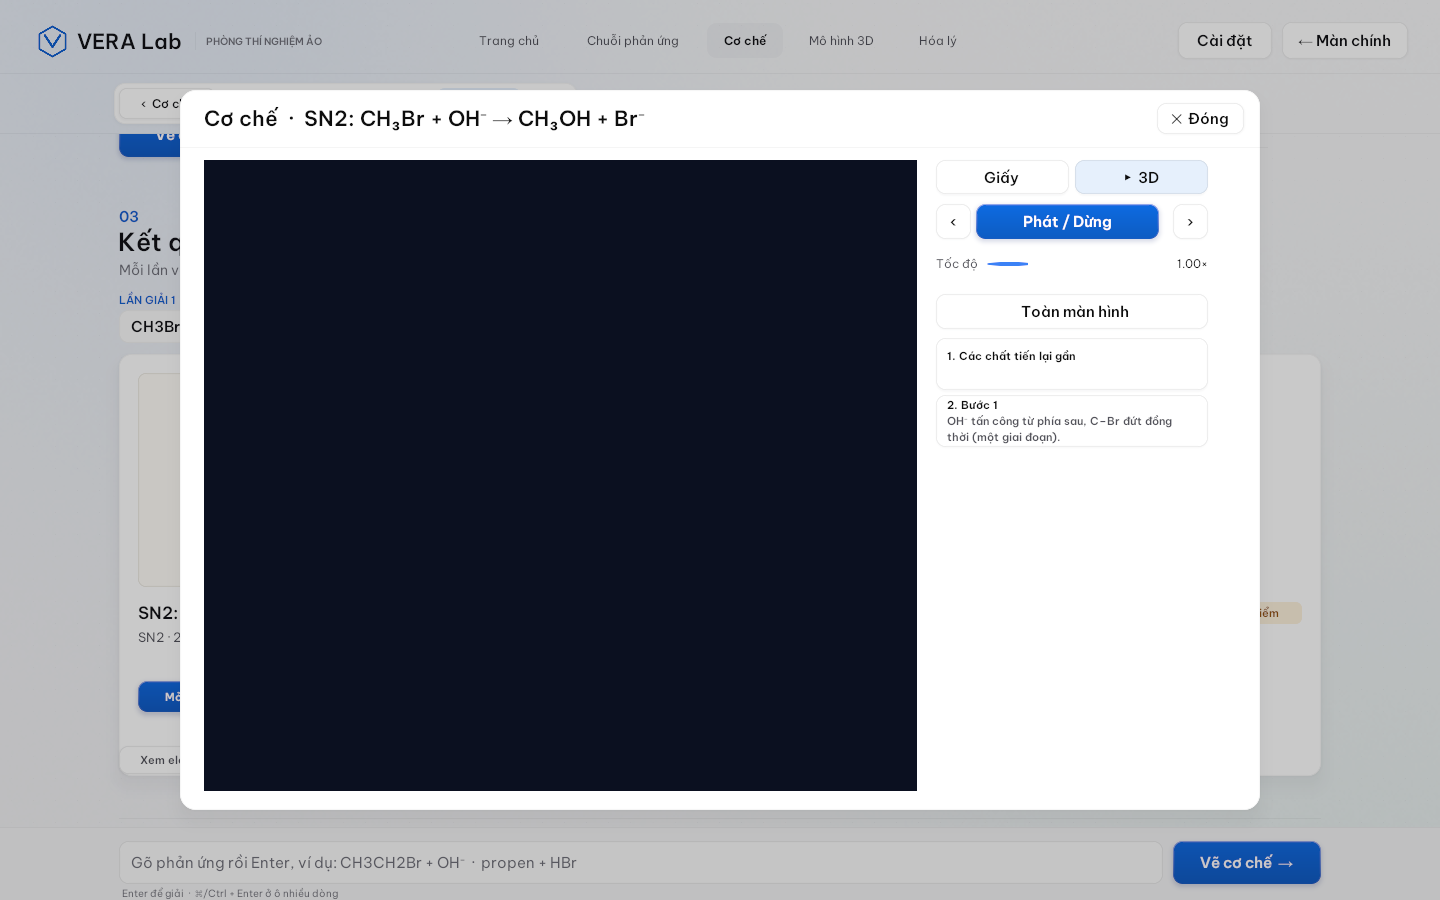 VERA Lab
PHÒNG THÍ NGHIỆM ẢO
Trang chủ
Chuỗi phản ứng
Cơ chế
Mô hình 3D
Hóa lý
Cài đặt
← Màn chính
‹ Cơ c
Cơ chế · SN2: CH₃Br + OH⁻ → CH₃OH + Br⁻
× Đóng
03
Kết q
Mỗi lần v
LẦN GIẢI 1
CH3Br
SN2:
SN2 · 2
Mở
Xem ele
Giấy
▸ 3D
‹
Phát / Dừng
›
Tốc độ
1.00×
Toàn màn hình
1. Các chất tiến lại gần
2. Bước 1
OH⁻ tấn công từ phía sau, C–Br đứt đồng
thời (một giai đoạn).
iểm
Gõ phản ứng rồi Enter, ví dụ: CH3CH2Br + OH⁻ · propen + HBr
Vẽ cơ chế →
Enter để giải · ⌘/Ctrl + Enter ở ô nhiều dòng